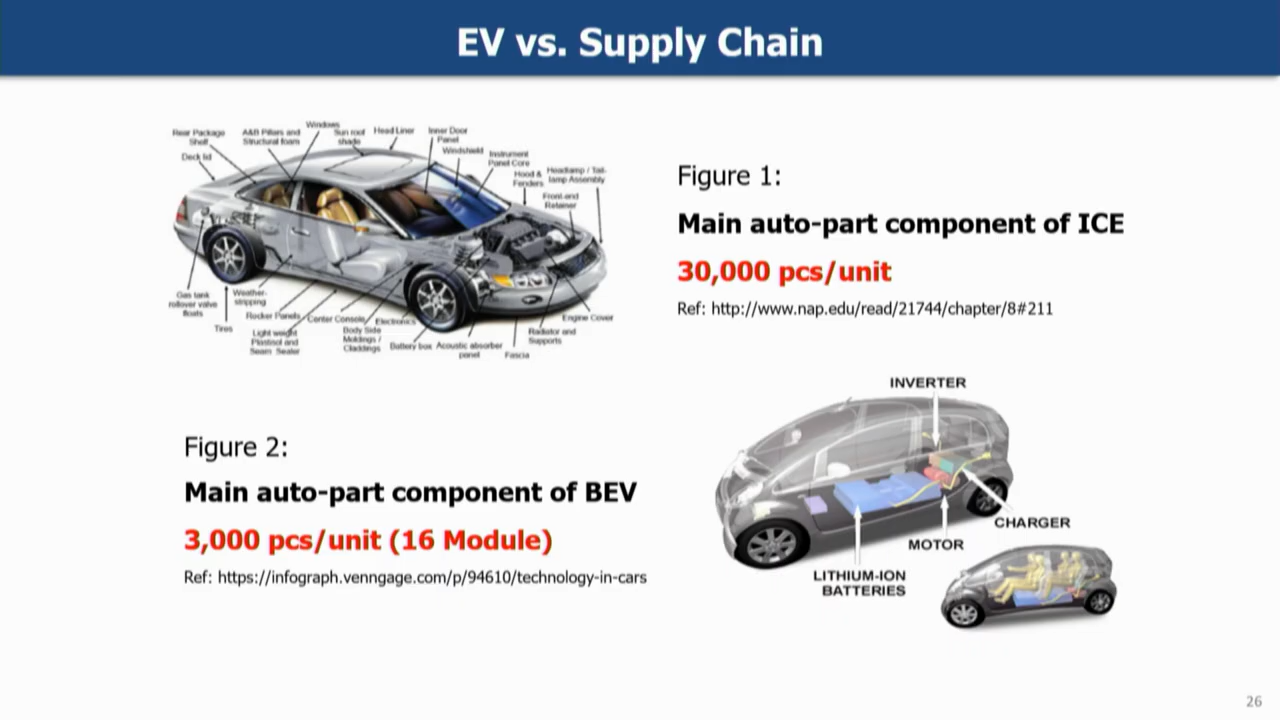 EV vs. Supply Chain
Windows
Rear Package
Shelf
A&B Pillars and
Structural foam
Sun roof
shade
Head Liner
Inner Door
Panel
Deck lid
Windshield
Instrument
Panel Core
Hood &
Fenders
Headlamp / Tail-
lamp Assembly
Front-end
Retainer
Gas tank
rollover valve
floats
Weather-
stripping
Tires
Rocker Panels
Light weight
Plastisol and
Seam Sealer
Center Console
Body Side
Moldings /
Claddings
Electronics
Battery box
Acoustic absorber
panel
Fascia
Radiator and
Supports
Engine Cover
Figure 1:
Main auto-part component of ICE
30,000 pcs/unit
Ref: http://www.nap.edu/read/21744/chapter/8#211
Figure 2:
Main auto-part component of BEV
3,000 pcs/unit (16 Module)
Ref: https://infograph.venngage.com/p/94610/technology-in-cars
INVERTER
CHARGER
MOTOR
LITHIUM-ION
BATTERIES
26